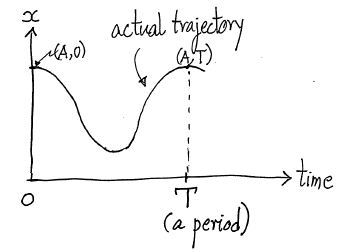 x
actual trajectory
(A,0)
(A,T)
time
0
T
(a period)